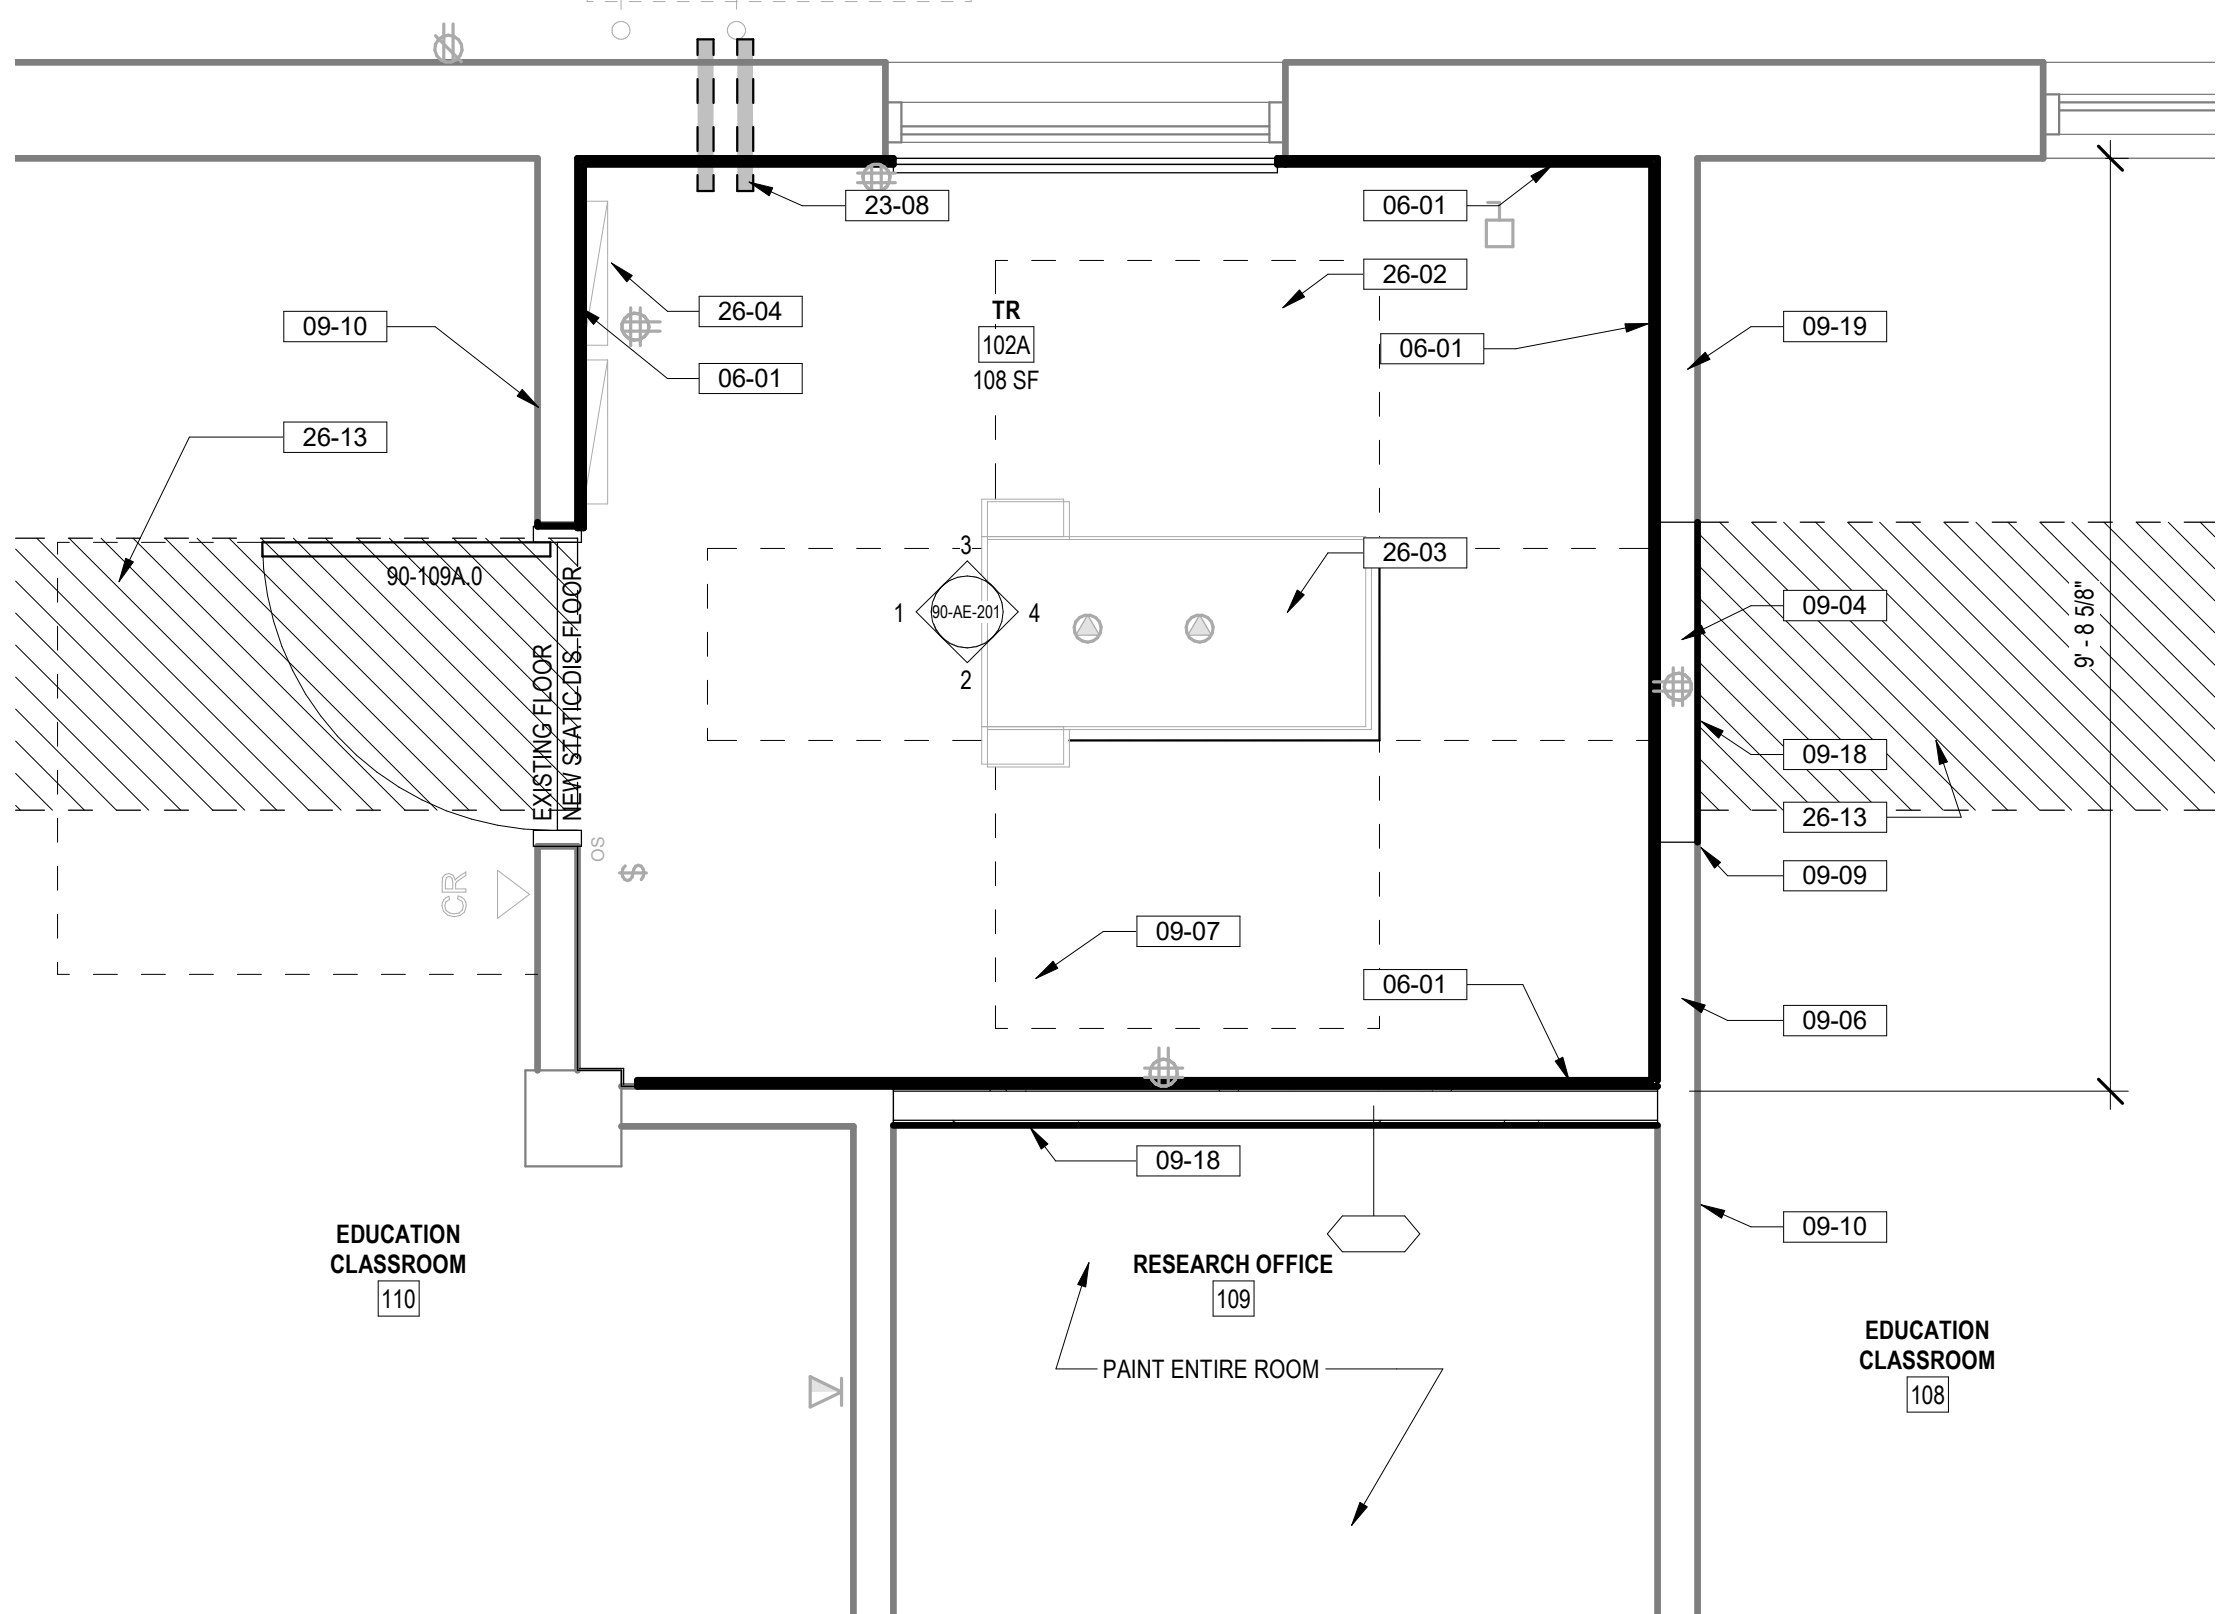 23-08
06-01
26-02
TR
102A
108 SF
26-04
09-10
06-01
06-01
09-19
26-13
90-109A.0
3
26-03
1
90-AE-201
4
2
EXISTING FLOOR
NEW STATIC DIS. FLOOR
09-04
9' - 8 5/8"
09-18
26-13
OS
$
CR
09-09
09-07
06-01
09-06
09-18
09-10
EDUCATION
CLASSROOM
110
RESEARCH OFFICE
109
PAINT ENTIRE ROOM
EDUCATION
CLASSROOM
108